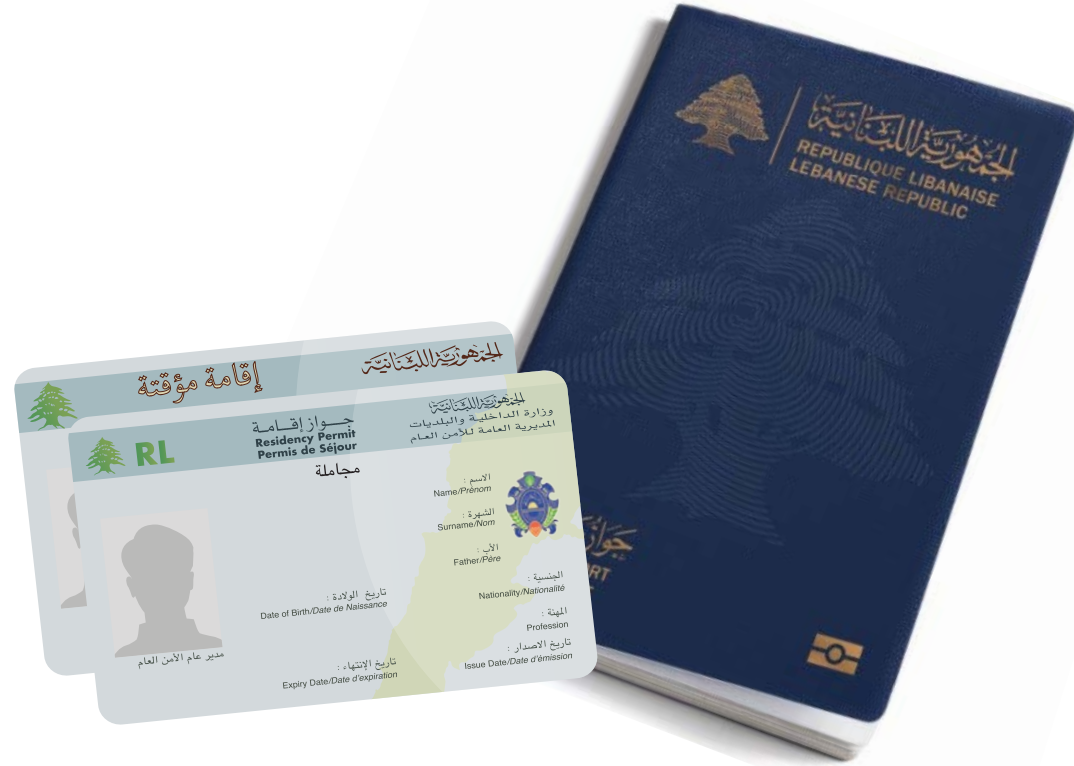 الجمهورية اللبنانية
REPUBLIQUE LIBANAISE
LEBANESE REPUBLIC
جواز
RT
الجمهورية اللبنانية
إقامة مؤقتة
الجمهورية اللبنانية
وزارة الداخلية والبلديات
المديرية العامة للأمن العام
جواز إقامة
Residency Permit
Permis de Séjour
RL
مجاملة
الاسم :
Name/Prénom
الشهرة :
Surname/Nom
الأب :
Father/Pére
الجنسية :
Nationality/Nationalité
تاريخ الولادة :
Date of Birth/Date de Naissance
المهنة :
Profession
تاريخ الاصدار :
Issue Date/Date d'émission
تاريخ الإنتهاء :
Expiry Date/Date d'expiration
مدير عام الأمن العام